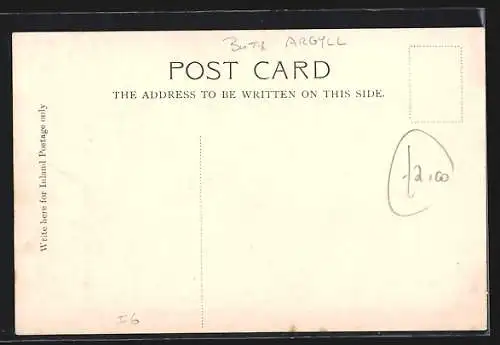 Bute ARGYLL
POST CARD
THE ADDRESS TO BE WRITTEN ON THIS SIDE.
Write here for Inland Postage only
£2.00
I6